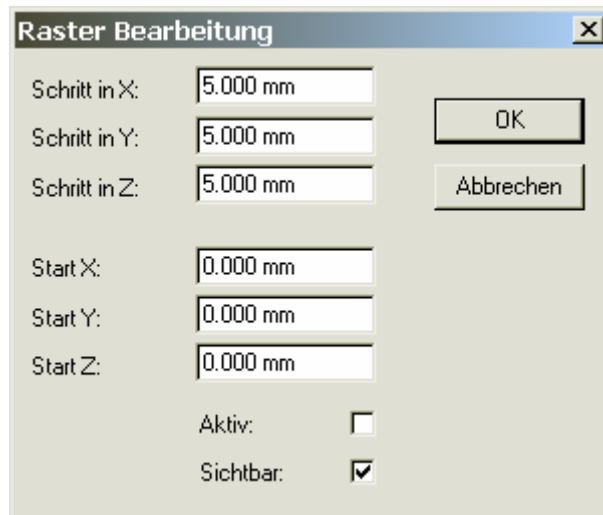 Raster Bearbeitung
Schritt in X: 5.000 mm
OK
Schritt in Y: 5.000 mm
Schritt in Z: 5.000 mm
Abbrechen
Start X: 0.000 mm
Start Y: 0.000 mm
Start Z: 0.000 mm
Aktiv:
Sichtbar: